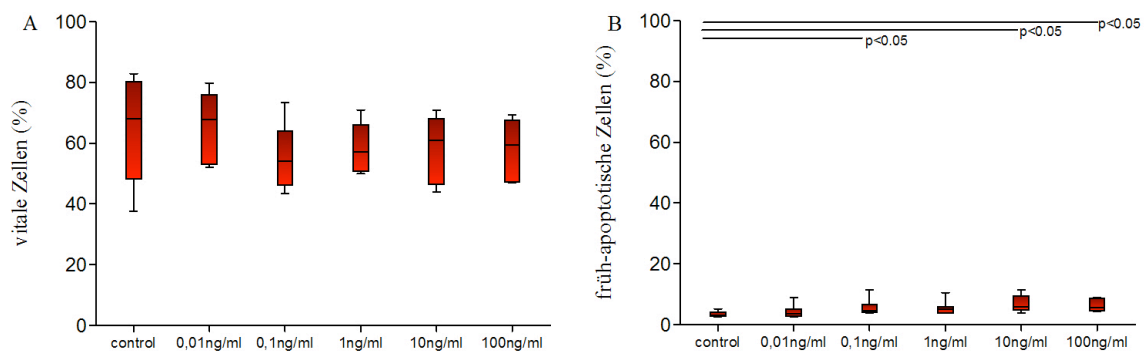 A
vitale Zellen (%)
100
80
60
40
20
0
control 0,01ng/ml 0,1ng/ml 1ng/ml 10ng/ml 100ng/ml
B
früh-apoptotische Zellen (%)
100
80
60
40
20
0
p<0.05
p<0.05
p<0.05
control 0,01ng/ml 0,1ng/ml 1ng/ml 10ng/ml 100ng/ml